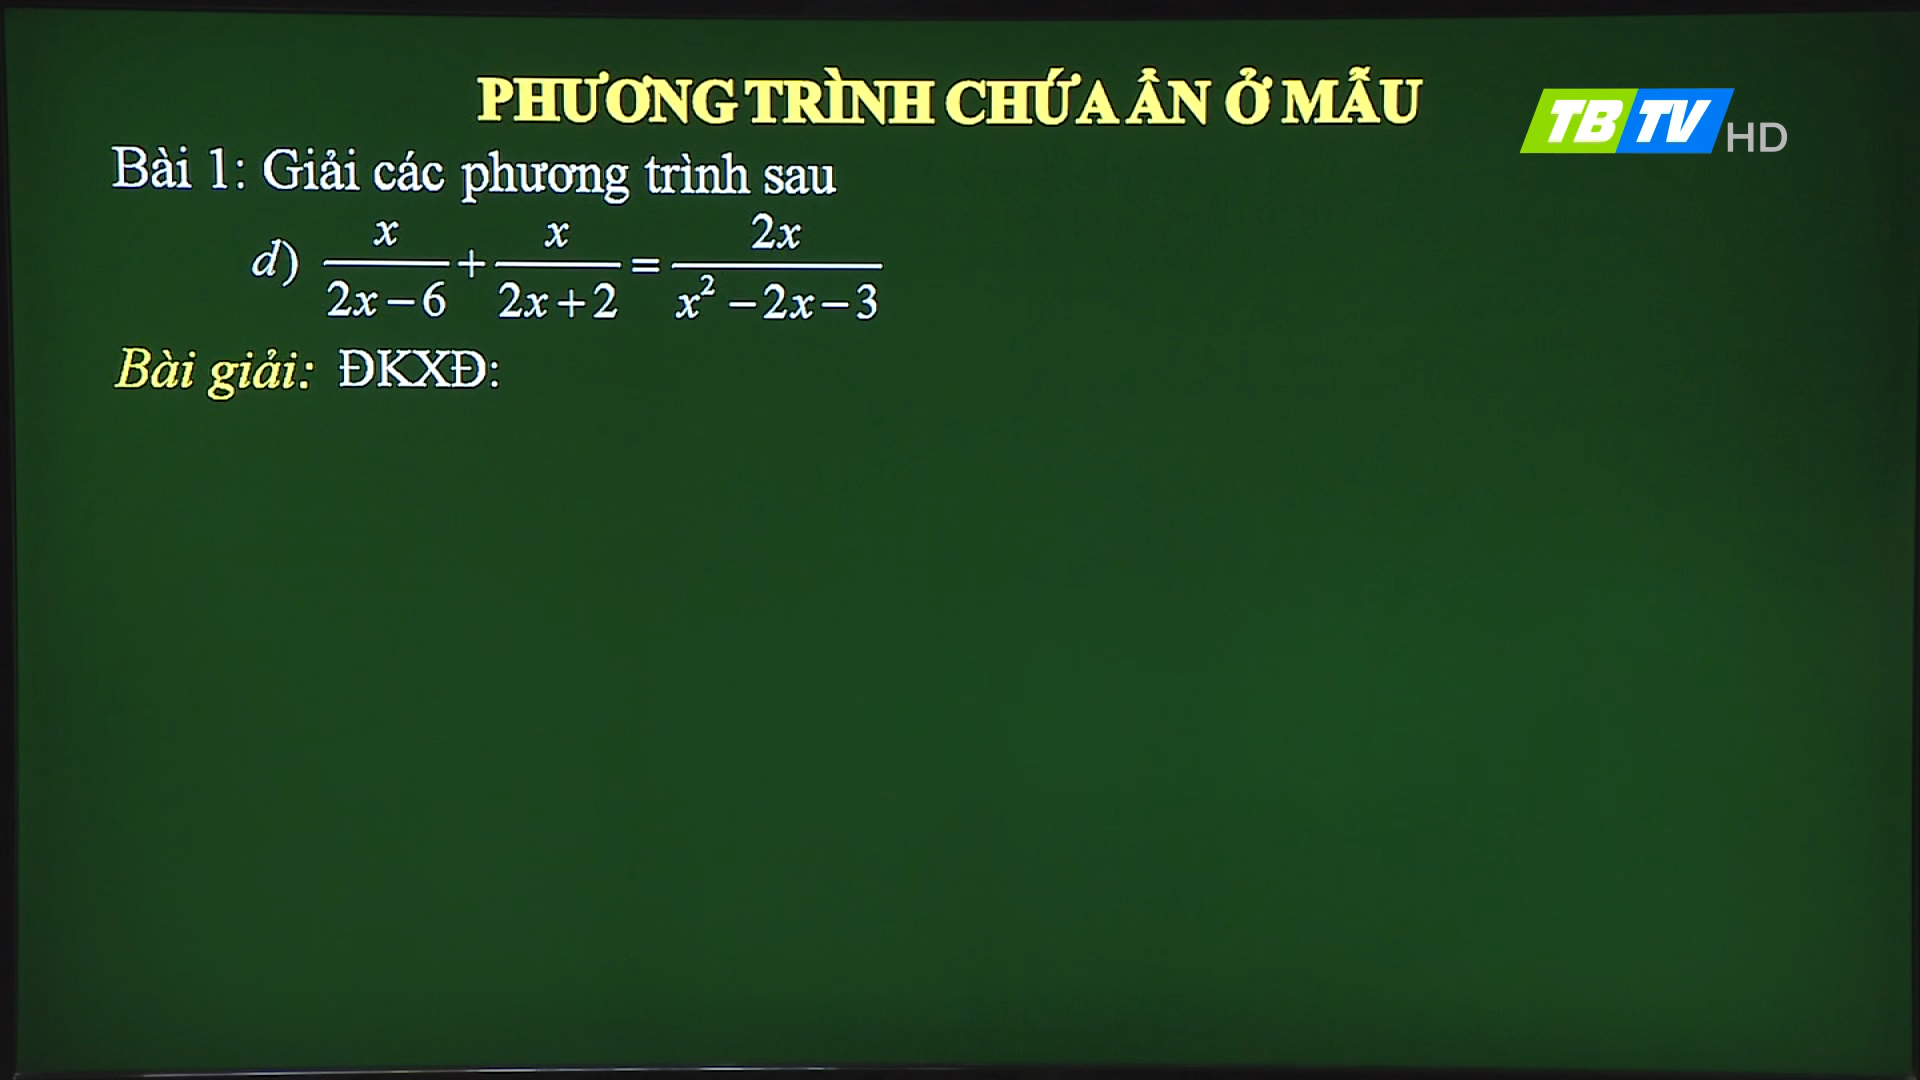 PHƯƠNG TRÌNH CHỨA ẨN Ở MẪU
TBTV HD
Bài 1: Giải các phương trình sau
d) x/(2x−6) + x/(2x+2) = 2x/(x²−2x−3)
Bài giải: ĐKXĐ: